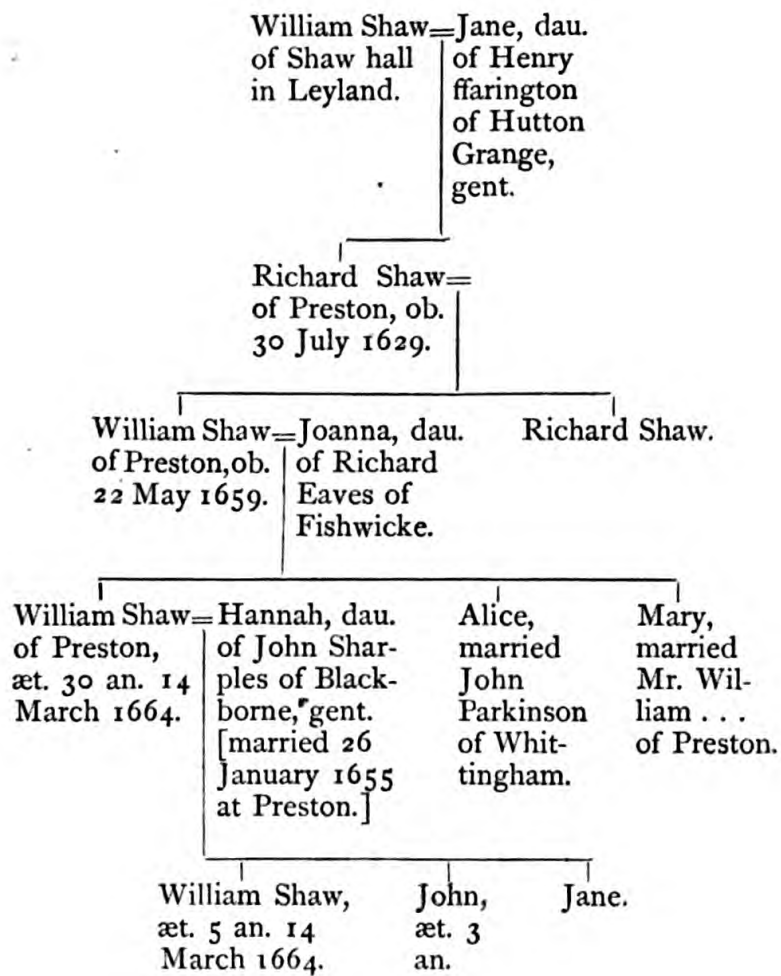 William Shaw=Jane, dau.
of Shaw hall of Henry
in Leyland. ffarington
of Hutton
Grange,
gent.
Richard Shaw=
of Preston, ob.
30 July 1629.
William Shaw=Joanna, dau. Richard Shaw.
of Preston, ob. of Richard
22 May 1659. Eaves of
Fishwicke.
William Shaw=Hannah, dau. Alice, Mary,
of Preston, of John Shar- married married
æt. 30 an. 14 ples of Black- John Mr. Wil-
March 1664. borne, gent. Parkinson liam . . .
[married 26 of Whit- of Preston.
January 1655 tingham.
at Preston.]
William Shaw, John, Jane.
æt. 5 an. 14 æt. 3
March 1664. an.